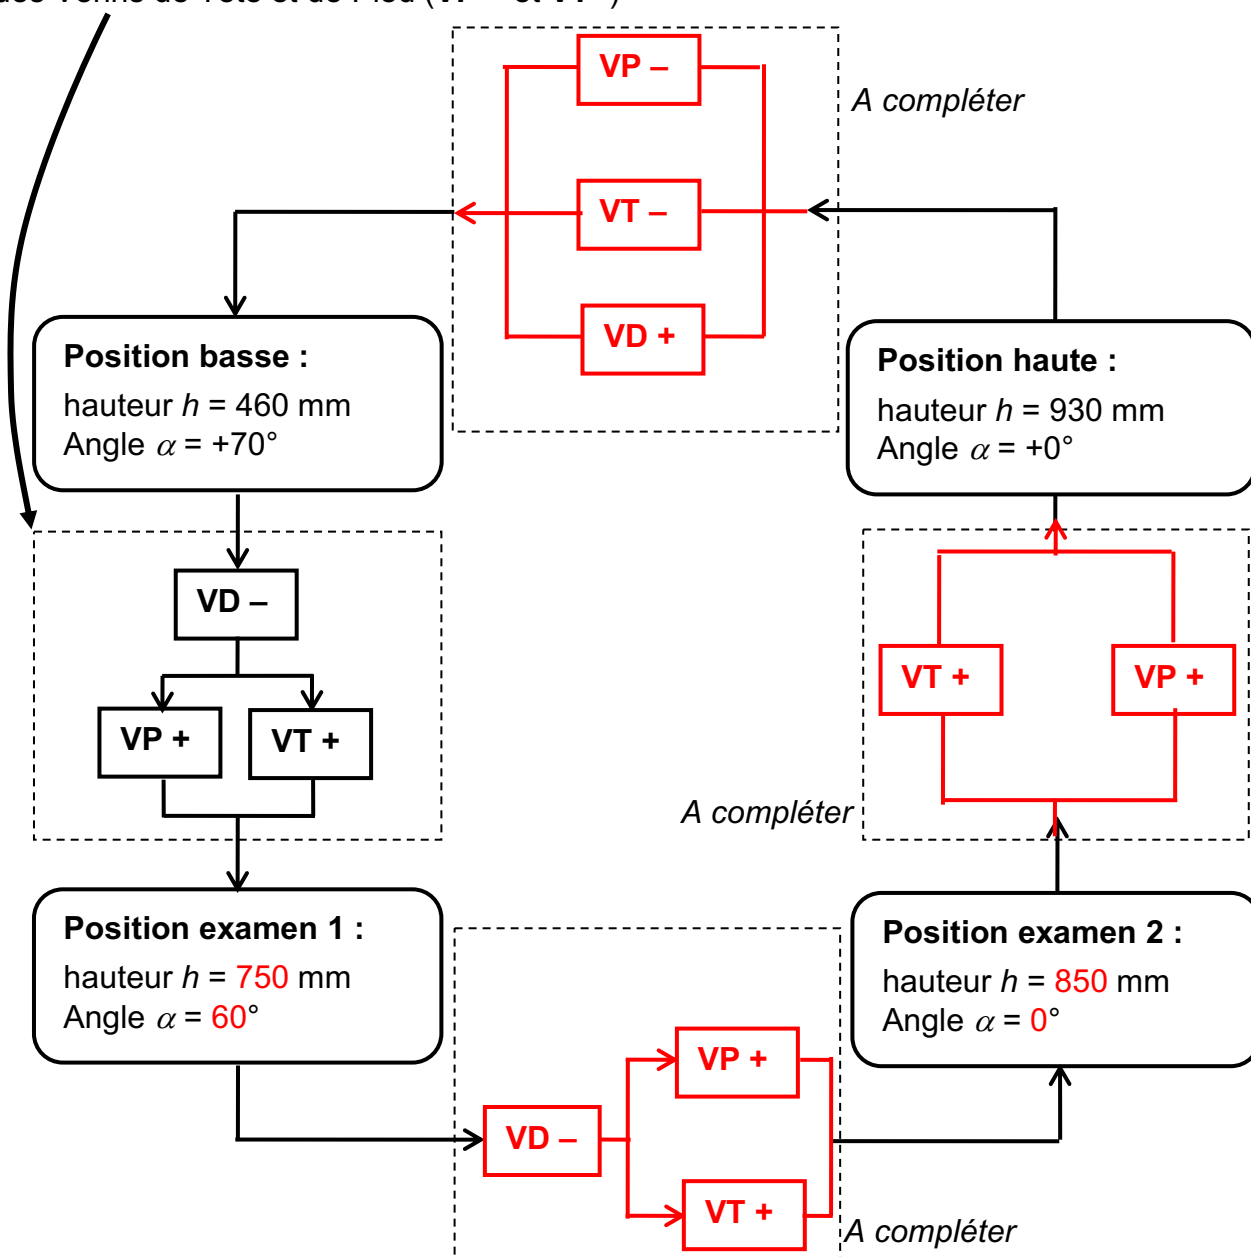 VP –
A compléter
VT –
VD +
Position basse :
hauteur h = 460 mm
Angle α = +70°
Position haute :
hauteur h = 930 mm
Angle α = +0°
VD –
VP +
VT +
VT +
VP +
A compléter
Position examen 1 :
hauteur h = 750 mm
Angle α = 60°
Position examen 2 :
hauteur h = 850 mm
Angle α = 0°
VP +
VD –
VT +
A compléter